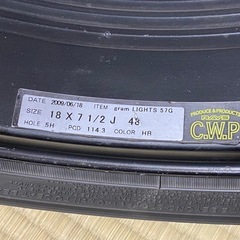 DATE 2009/06/18 ITEM gram LIGHTS 57G
SIZE 18 X 7 1/2 J 48
HOLE 5H PCD 114.3 COLOR HR
PRODUCE & PRODUCTS
C.W.P